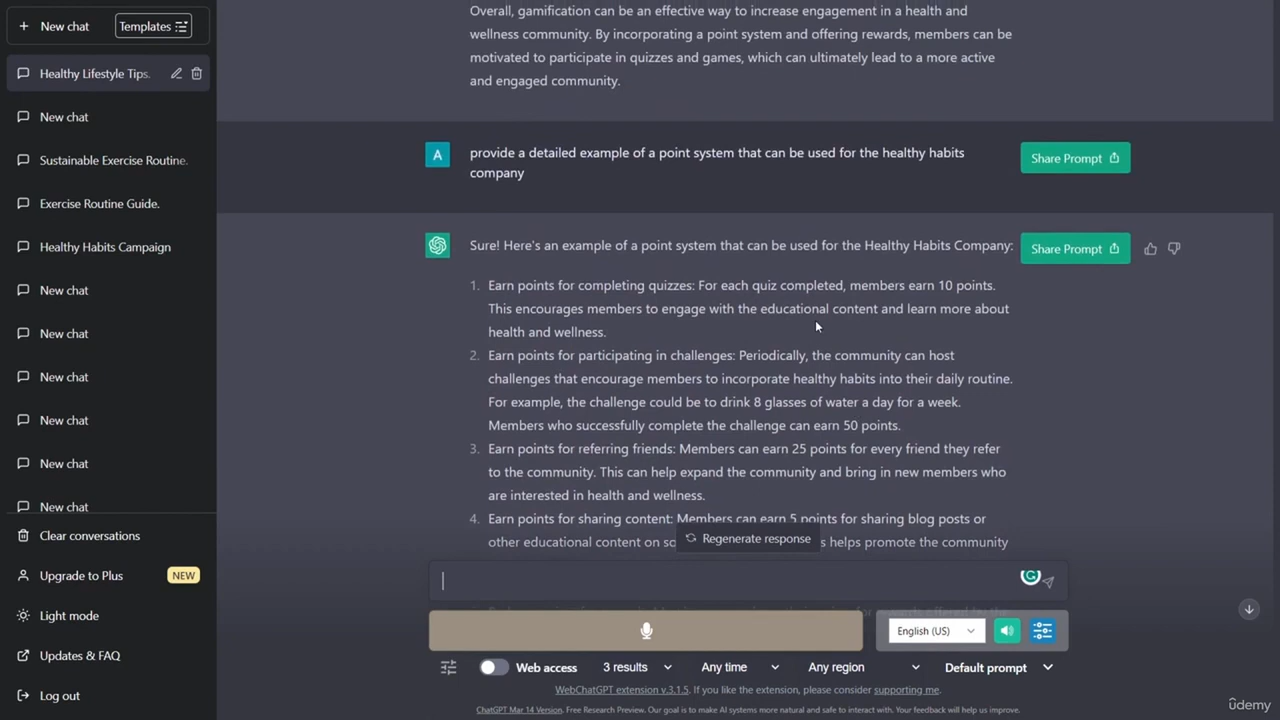 New chat
Templates
Healthy Lifestyle Tips.
New chat
Sustainable Exercise Routine.
Exercise Routine Guide.
Healthy Habits Campaign
New chat
New chat
New chat
New chat
New chat
New chat
Clear conversations
Upgrade to Plus NEW
Light mode
Updates & FAQ
Log out
Overall, gamification can be an effective way to increase engagement in a health and
wellness community. By incorporating a point system and offering rewards, members can be
motivated to participate in quizzes and games, which can ultimately lead to a more active
and engaged community.
A
provide a detailed example of a point system that can be used for the healthy habits
company
Share Prompt
Sure! Here's an example of a point system that can be used for the Healthy Habits Company:
Share Prompt
1. Earn points for completing quizzes: For each quiz completed, members earn 10 points.
This encourages members to engage with the educational content and learn more about
health and wellness.
2. Earn points for participating in challenges: Periodically, the community can host
challenges that encourage members to incorporate healthy habits into their daily routine.
For example, the challenge could be to drink 8 glasses of water a day for a week.
Members who successfully complete the challenge can earn 50 points.
3. Earn points for referring friends: Members can earn 25 points for every friend they refer
to the community. This can help expand the community and bring in new members who
are interested in health and wellness.
4. Earn points for sharing content: Members can earn 5 points for sharing blog posts or
other educational content on helps promote the community
Regenerate response
English (US)
Web access 3 results Any time Any region Default prompt
WebChatGPT extension v.3.1.5. If you like the extension, please consider supporting me.
ChatGPT Mar 14 Version. Free Research Preview. Our goal is to make AI systems more natural and safe to interact with. Your feedback will help us improve.
udemy